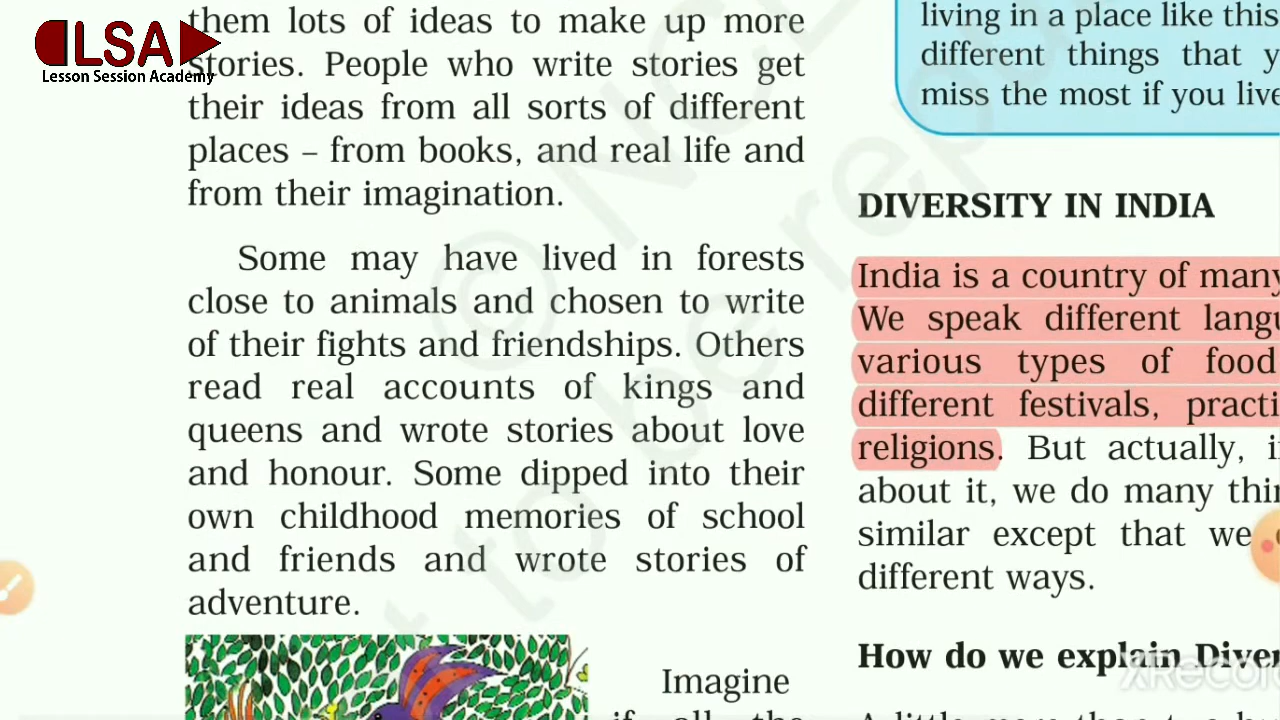 LSA
Lesson Session Academy
them lots of ideas to make up more
stories. People who write stories get
their ideas from all sorts of different
places – from books, and real life and
from their imagination.
Some may have lived in forests
close to animals and chosen to write
of their fights and friendships. Others
read real accounts of kings and
queens and wrote stories about love
and honour. Some dipped into their
own childhood memories of school
and friends and wrote stories of
adventure.
Imagine
living in a place like this
different things that y
miss the most if you live
DIVERSITY IN INDIA
India is a country of many
We speak different langu
various types of food
different festivals, practi
religions. But actually, i
about it, we do many thin
similar except that we
different ways.
How do we explain Diver